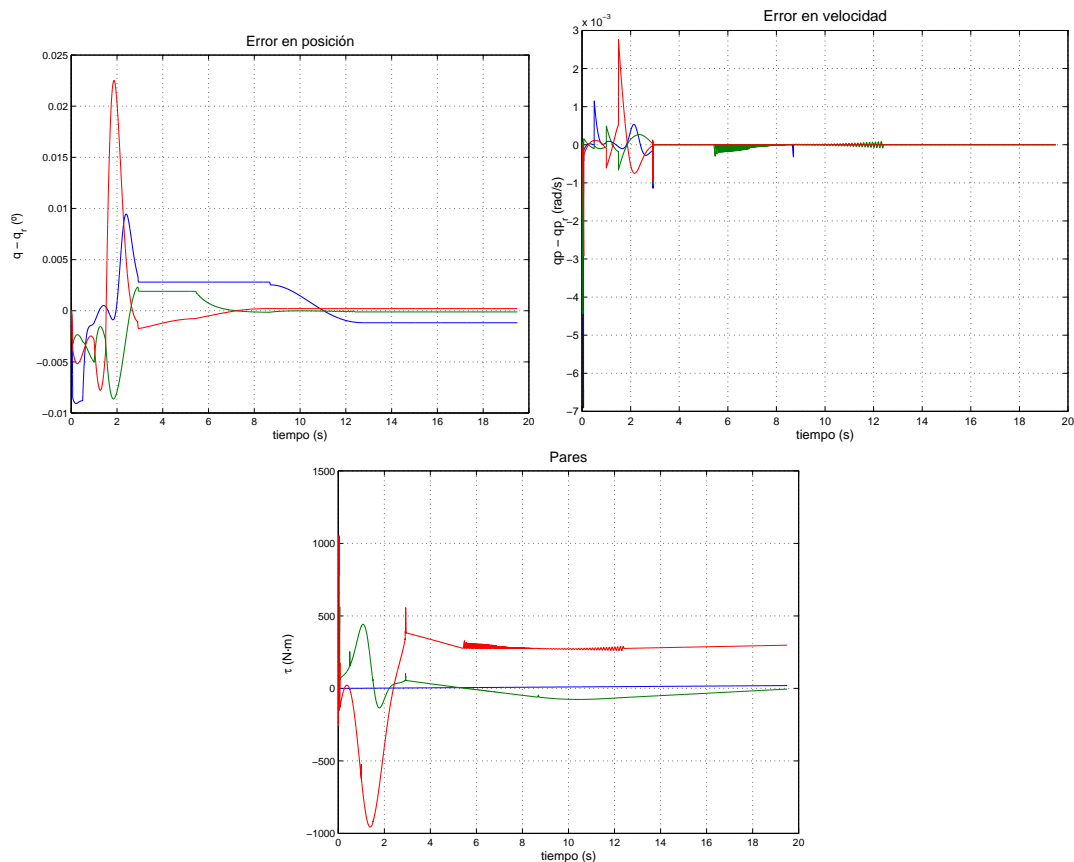 Error en posición
0.025
0.02
0.015
0.01
0.005
0
−0.005
−0.01
q − q_r (º)
0 2 4 6 8 10 12 14 16 18 20
tiempo (s)
Error en velocidad
x 10^−3
3
2
1
0
−1
−2
−3
−4
−5
−6
−7
qp − qp_r (rad/s)
0 2 4 6 8 10 12 14 16 18 20
tiempo (s)
Pares
1500
1000
500
0
−500
−1000
τ (N·m)
0 2 4 6 8 10 12 14 16 18 20
tiempo (s)